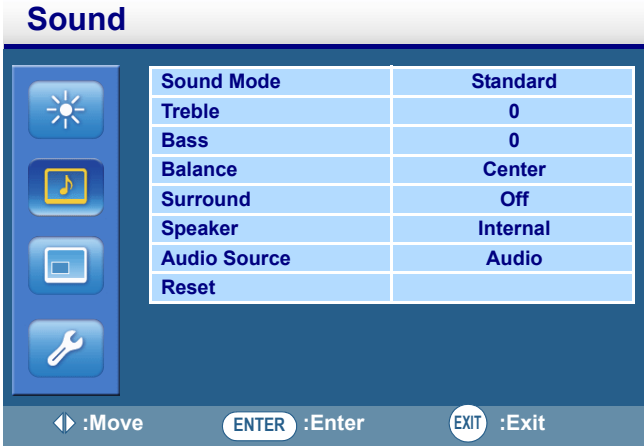 Sound
Sound Mode Standard
Treble 0
Bass 0
Balance Center
Surround Off
Speaker Internal
Audio Source Audio
Reset
:Move ENTER :Enter EXIT :Exit